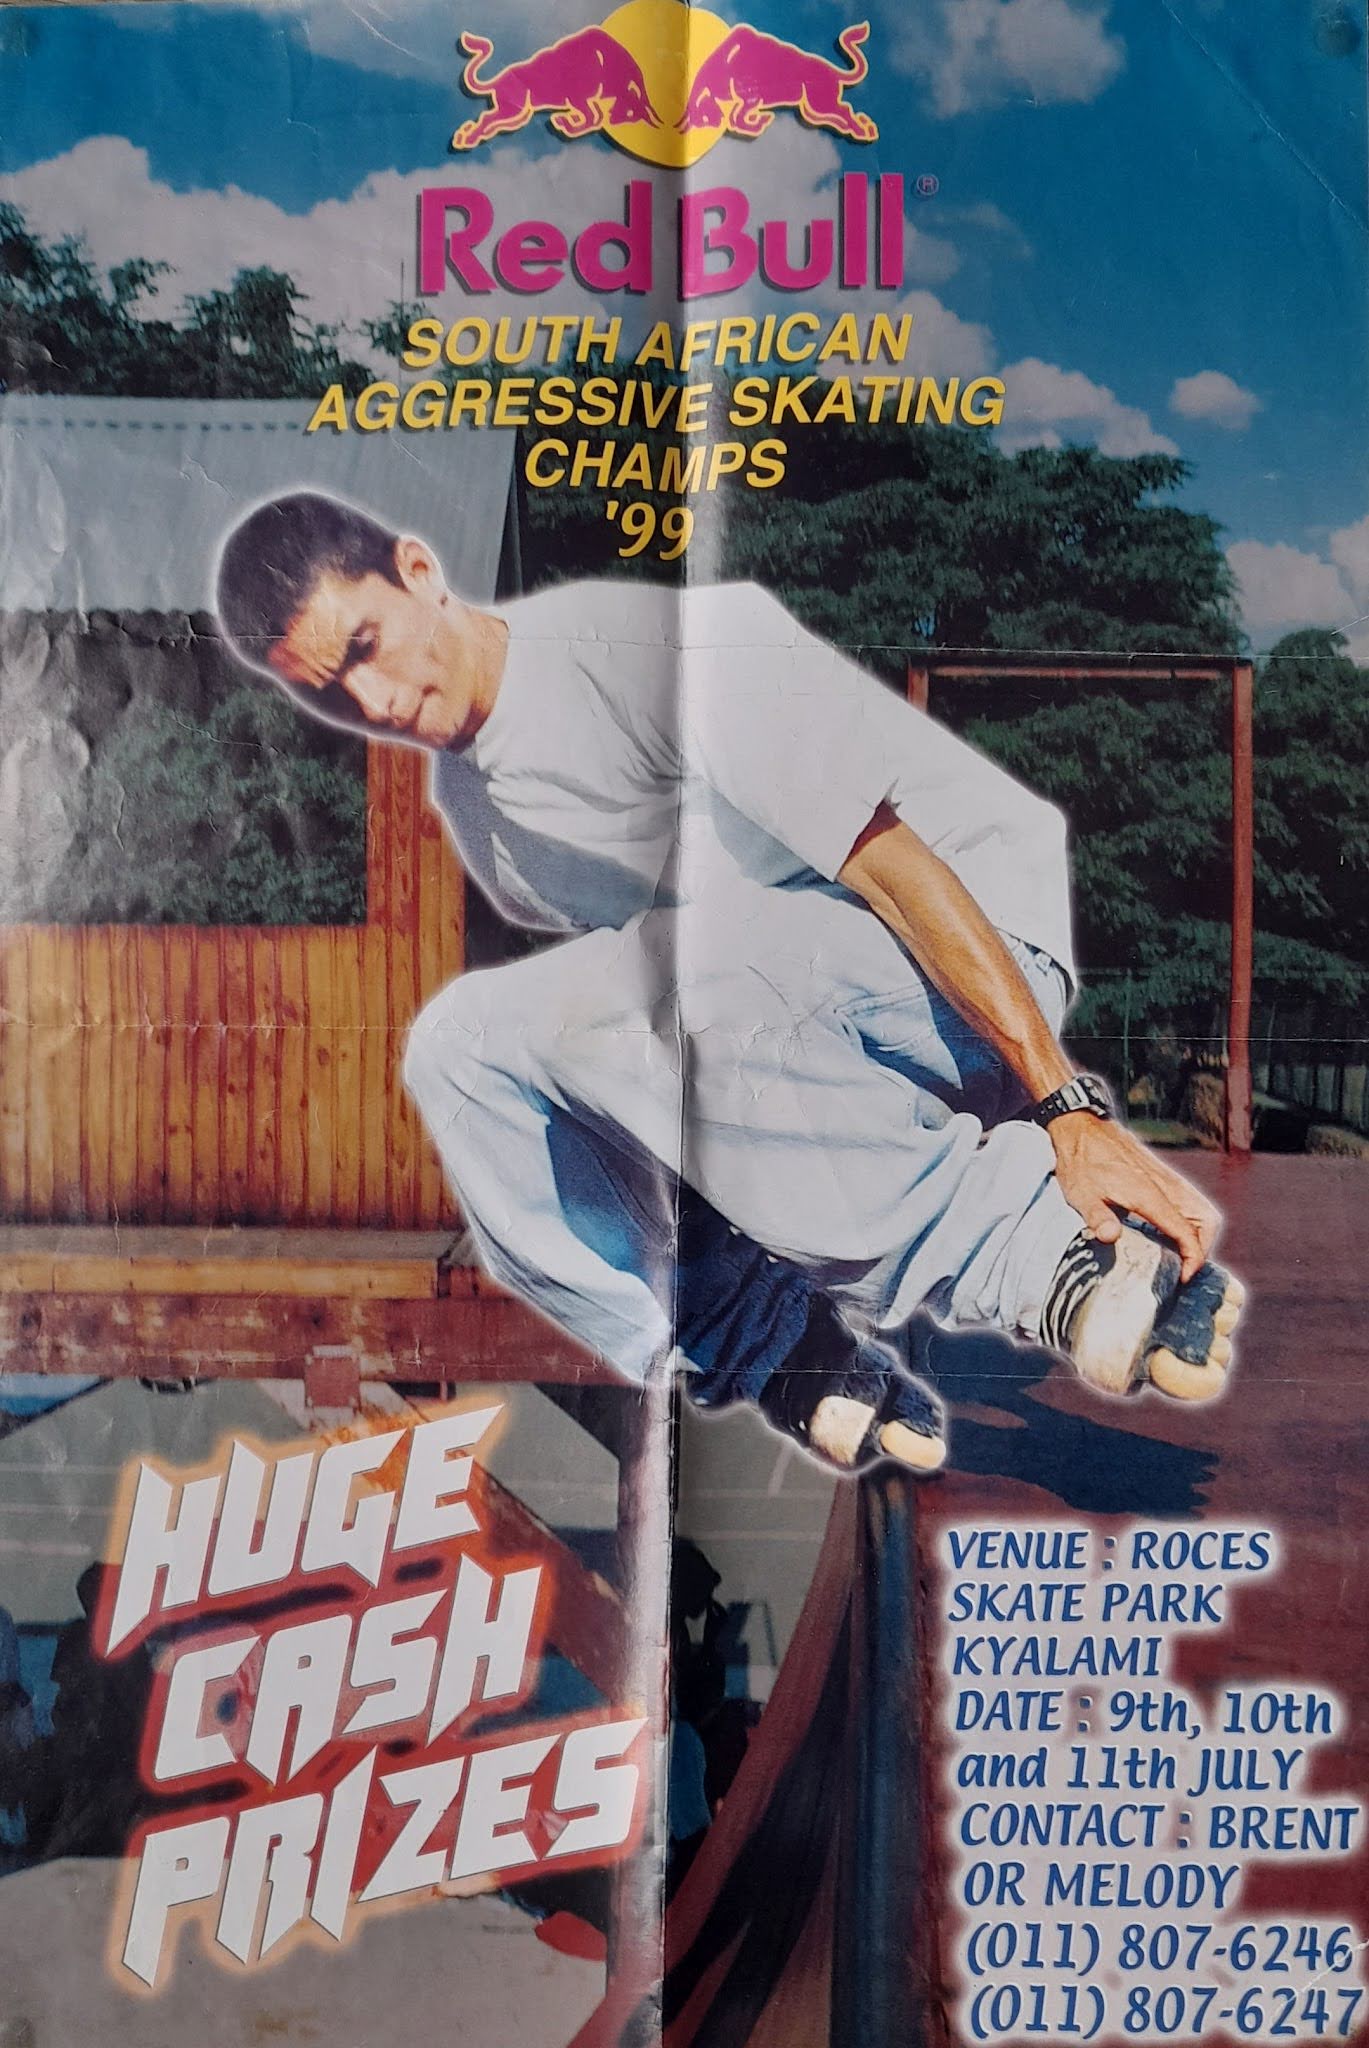 Red Bull®
SOUTH AFRICAN
AGGRESSIVE SKATING
CHAMPS
'99
HUGE
CASH
PRIZES
VENUE : ROCES
SKATE PARK
KYALAMI
DATE : 9th, 10th
and 11th JULY
CONTACT : BRENT
OR MELODY
(011) 807-6246
(011) 807-6247